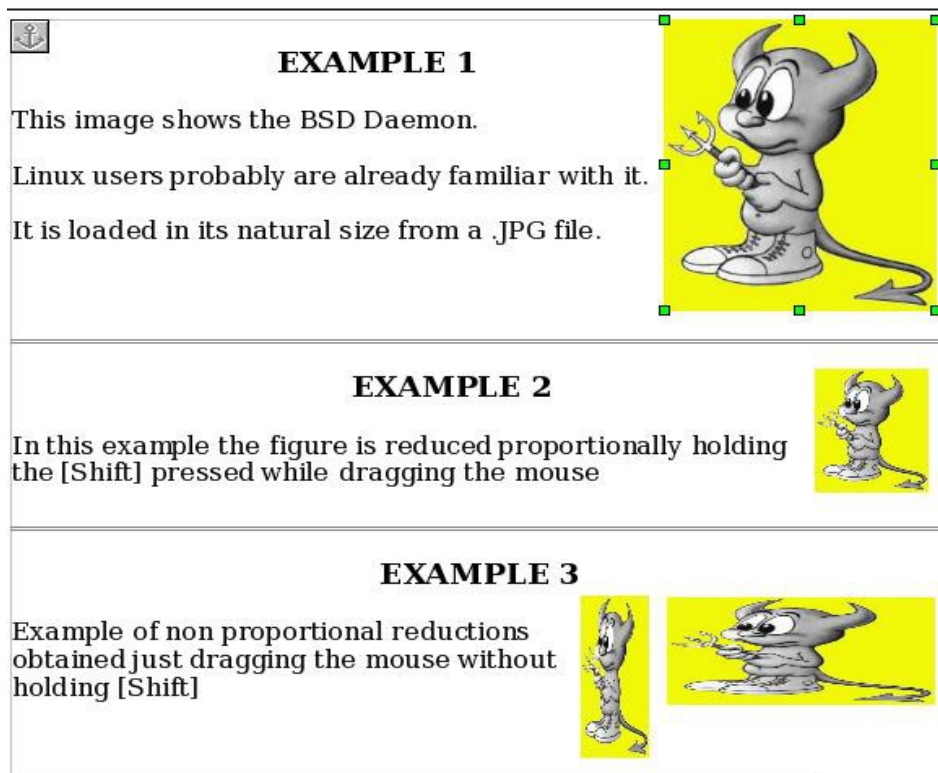 EXAMPLE 1
This image shows the BSD Daemon.
Linux users probably are already familiar with it.
It is loaded in its natural size from a .JPG file.
EXAMPLE 2
In this example the figure is reduced proportionally holding
the [Shift] pressed while dragging the mouse
EXAMPLE 3
Example of non proportional reductions
obtained just dragging the mouse without
holding [Shift]